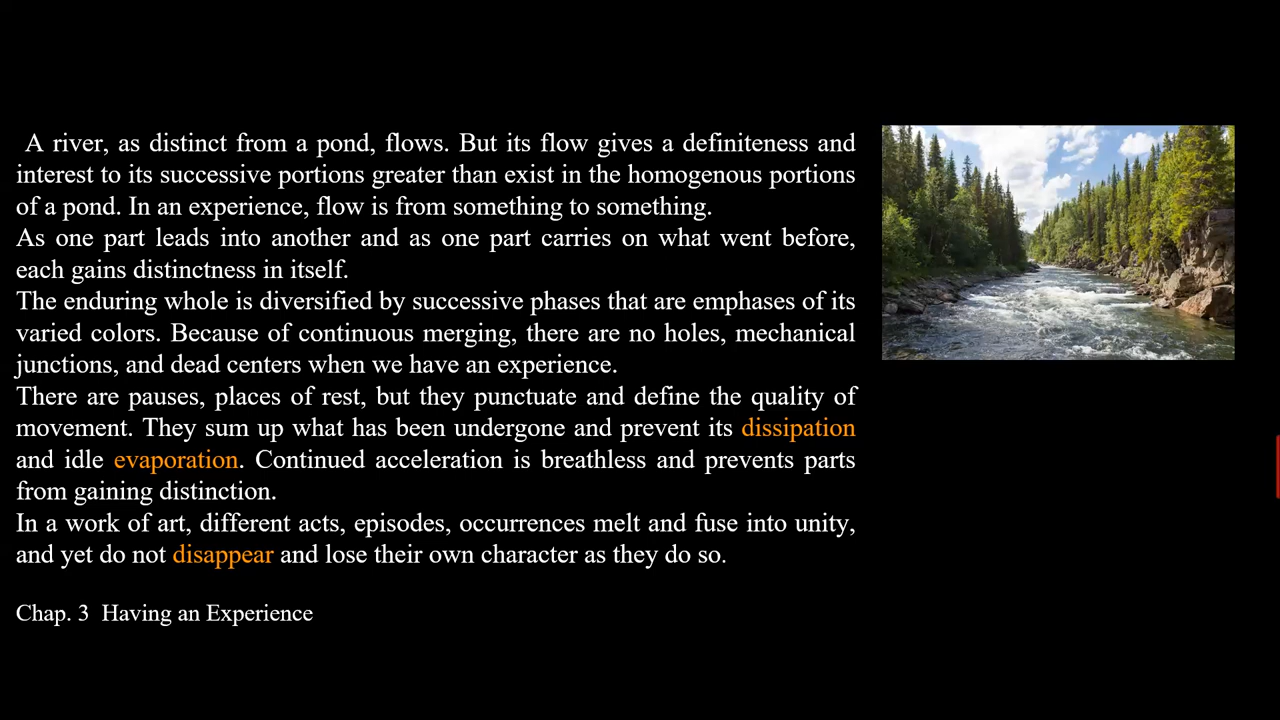 A river, as distinct from a pond, flows. But its flow gives a definiteness and
interest to its successive portions greater than exist in the homogenous portions
of a pond. In an experience, flow is from something to something.
As one part leads into another and as one part carries on what went before,
each gains distinctness in itself.
The enduring whole is diversified by successive phases that are emphases of its
varied colors. Because of continuous merging, there are no holes, mechanical
junctions, and dead centers when we have an experience.
There are pauses, places of rest, but they punctuate and define the quality of
movement. They sum up what has been undergone and prevent its dissipation
and idle evaporation. Continued acceleration is breathless and prevents parts
from gaining distinction.
In a work of art, different acts, episodes, occurrences melt and fuse into unity,
and yet do not disappear and lose their own character as they do so.
Chap. 3 Having an Experience